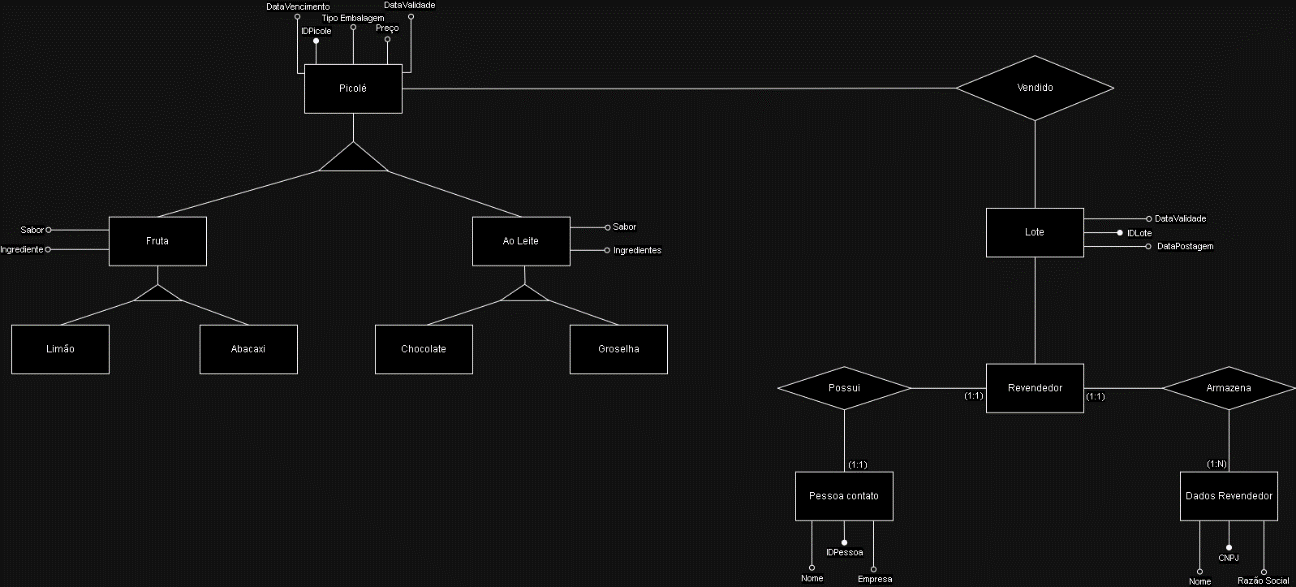 DataVencimento
DataValidade
Tipo Embalagem
IDPicole
Preço
Picolé
Vendido
Sabor
Fruta
Ingrediente
Ao Leite
Sabor
Ingredientes
Lote
DataValidade
IDLote
DataPostagem
Limão
Abacaxi
Chocolate
Groselha
Possui
(1:1)
Revendedor
(1:1)
Armazena
(1:1)
(1:N)
Pessoa contato
Dados Revendedor
IDPessoa
Nome
Empresa
CNPJ
Nome
Razão Social